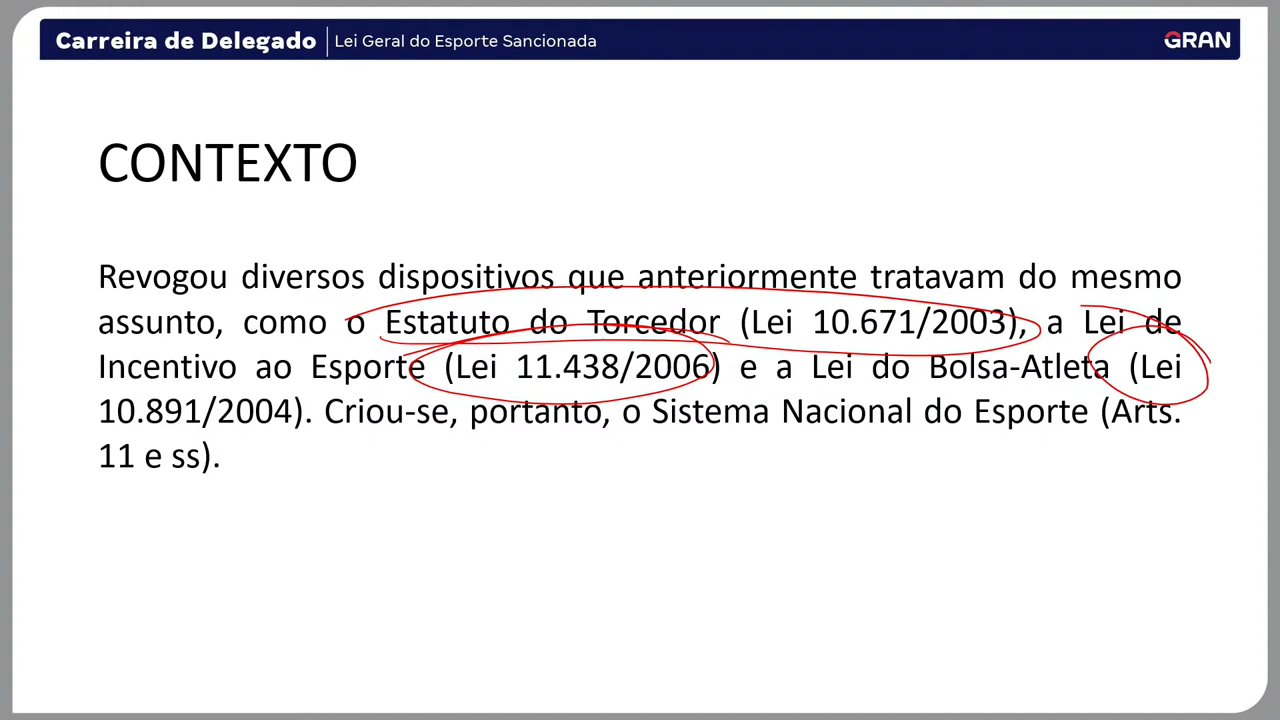 Carreira de Delegado Lei Geral do Esporte Sancionada GRAN
CONTEXTO
Revogou diversos dispositivos que anteriormente tratavam do mesmo
assunto, como o Estatuto do Torcedor (Lei 10.671/2003), a Lei de
Incentivo ao Esporte (Lei 11.438/2006) e a Lei do Bolsa-Atleta (Lei
10.891/2004). Criou-se, portanto, o Sistema Nacional do Esporte (Arts.
11 e ss).